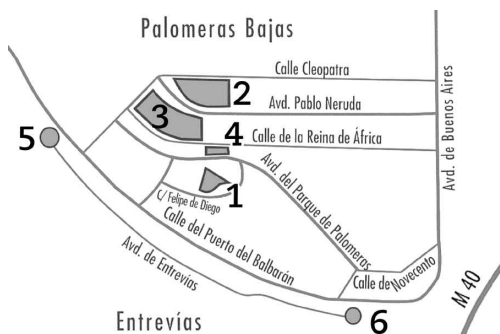 Palomeras Bajas
Calle Cleopatra
2
Avd. Pablo Neruda
3
4
Calle de la Reina de África
Avd. de Buenos Aires
5
1
Avd. del Parque de Palomeras
C/ Felipe de Diego
Calle del Puerto del Balbarán
Avd. de Entrevías
Calle de Novecento
M 40
Entrevías
6